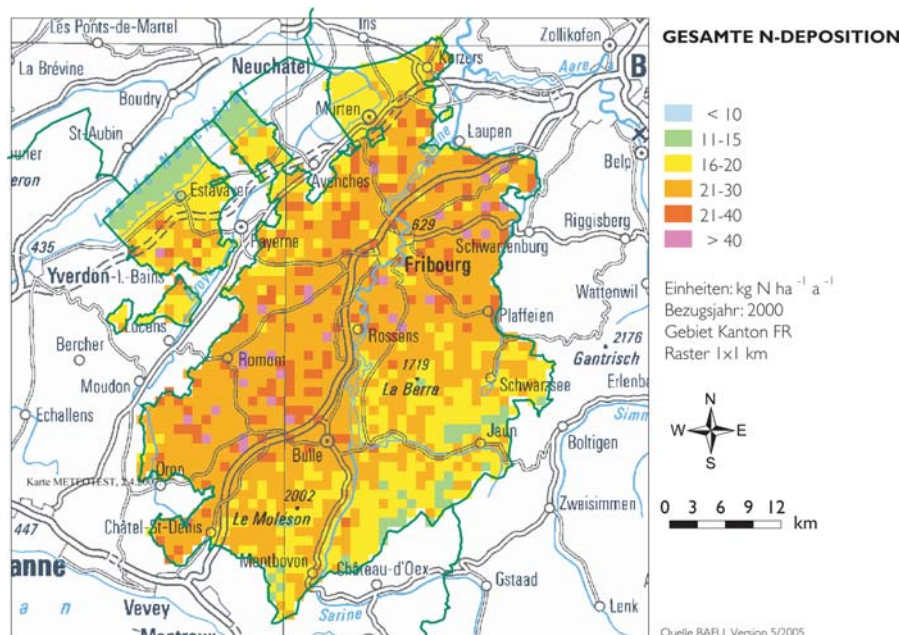 GESAMTE N-DEPOSITION
< 10
11-15
16-20
21-30
21-40
> 40
Einheiten: kg N ha -1 a -1
Bezugsjahr: 2000
Gebiet Kanton FR
Raster 1x1 km
N
W E
S
0 3 6 9 12
km
Quelle BAFU, Version 5/2005
Les Ponts-de-Martel
Ins
Zollikofen
La Brévine
Neuchâtel
Kerzers
Aare
B
Boudry
Murten
St-Aubin
Laupen
Belp
Avenches
Estavayer
629
Riggisberg
435
Payerne
Schwarzenburg
Yverdon-l.-Bains
Fribourg
Wattenwil
Lucens
Plaffeien
Bercher
Rossens
2176
Gantrisch
Romont
1719
La Berra
Moudon
Schwarzsee
Echallens
Jaun
Boltigen
Bulle
Oron
Karte METEOTEST, 2.4.200
2002
Le Moléson
Zweisimmen
447
Châtel-St-Denis
Montbovon
anne
Château-d'Oex
Gstaad
Vevey
Sarine
Lenk
a n
Montreux